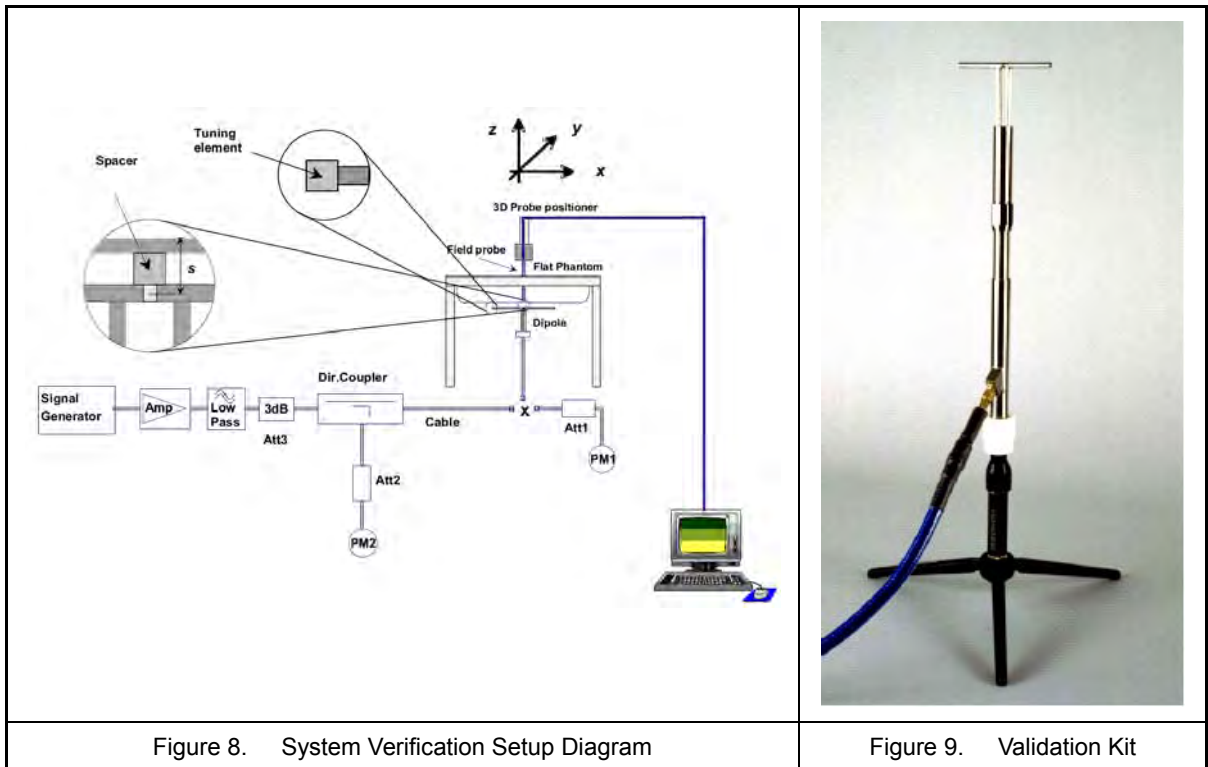 Tuning
element
Spacer
s
z
y
x
3D Probe positioner
Field probe
Flat Phantom
Dipole
Signal
Generator
Amp
Low
Pass
3dB
Att3
Dir.Coupler
Cable
X
Att1
PM1
Att2
PM2
Figure 8. System Verification Setup Diagram
Figure 9. Validation Kit